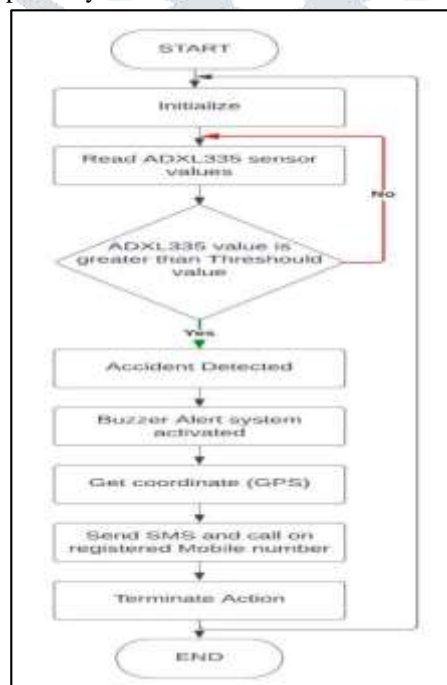 START
Initialize
Read ADXL335 sensor
values
No
ADXL335 value is
greater than Threshould
value
Yes
Accident Detected
Buzzer Alert system
activated
Get coordinate (GPS)
Send SMS and call on
registered Mobile number
Terminate Action
END